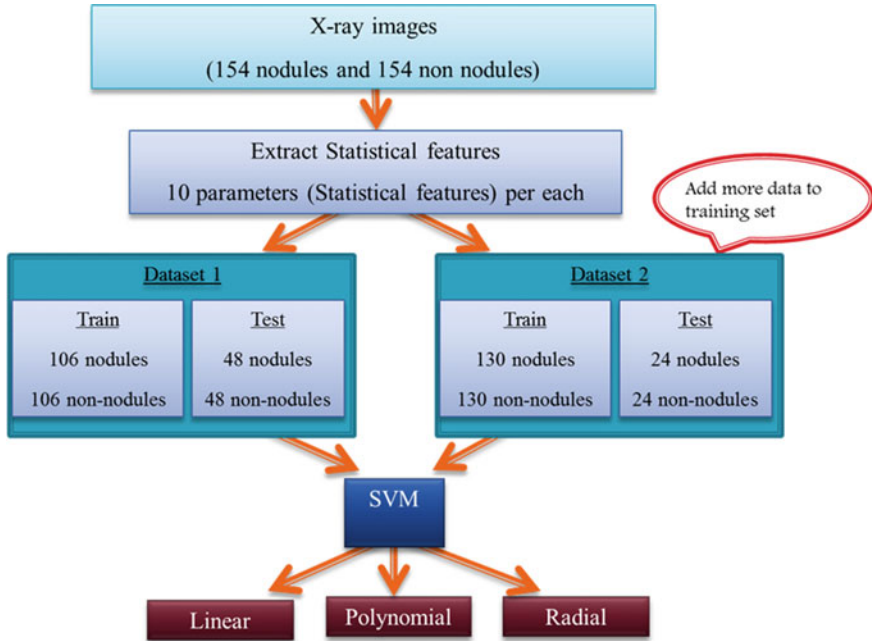 X-ray images
(154 nodules and 154 non nodules)
Extract Statistical features
10 parameters (Statistical features) per each
Add more data to
training set
Dataset 1
Train
106 nodules
106 non-nodules
Test
48 nodules
48 non-nodules
Dataset 2
Train
130 nodules
130 non-nodules
Test
24 nodules
24 non-nodules
SVM
Linear
Polynomial
Radial